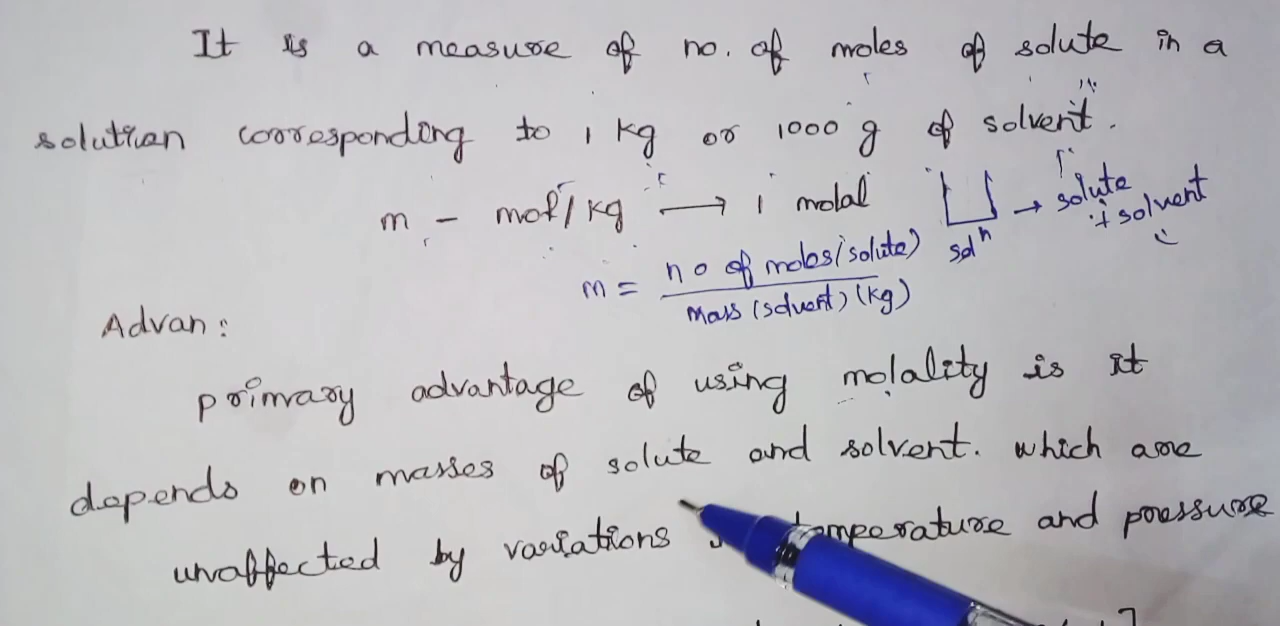 It is a measure of no. of moles of solute in a
solution corresponding to 1 kg or 1000 g of solvent.
m - mol/kg → 1 molal
→ solute
+ solvent
solⁿ
m = no of moles (solute)
Mass (solvent) (kg)
Advan:
primary advantage of using molality is it
depends on masses of solute and solvent. which are
unaffected by variations temperature and pressure